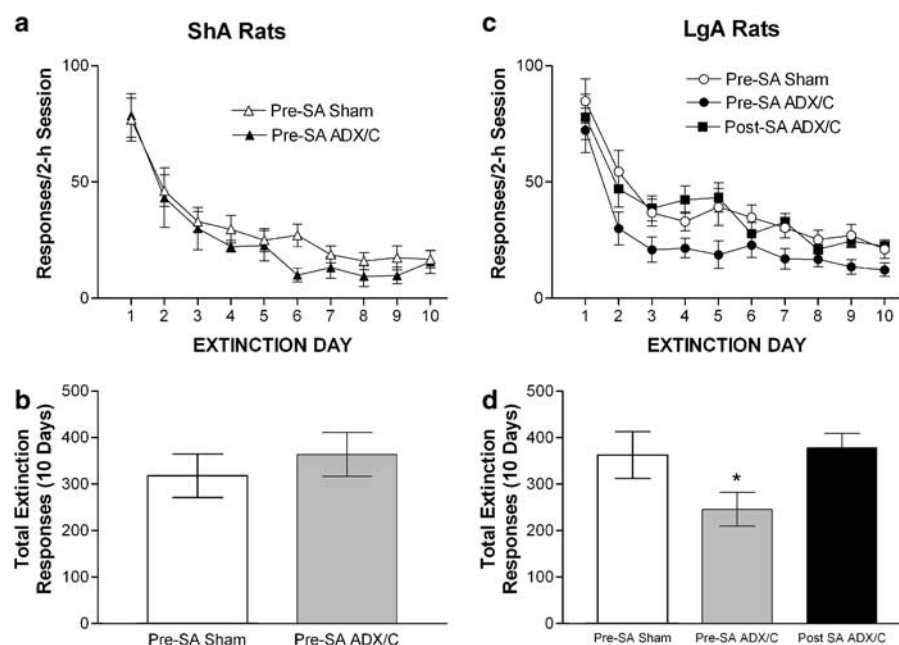 a
ShA Rats
Responses/2-h Session
100
50
0
Pre-SA Sham
Pre-SA ADX/C
1 2 3 4 5 6 7 8 9 10
EXTINCTION DAY
c
LgA Rats
Responses/2-h Session
100
50
0
Pre-SA Sham
Pre-SA ADX/C
Post-SA ADX/C
1 2 3 4 5 6 7 8 9 10
EXTINCTION DAY
b
Total Extinction
Responses (10 Days)
500
400
300
200
100
0
Pre-SA Sham
Pre-SA ADX/C
d
Total Extinction
Responses (10 Days)
500
400
300
200
100
0
*
Pre-SA Sham
Pre-SA ADX/C
Post SA ADX/C